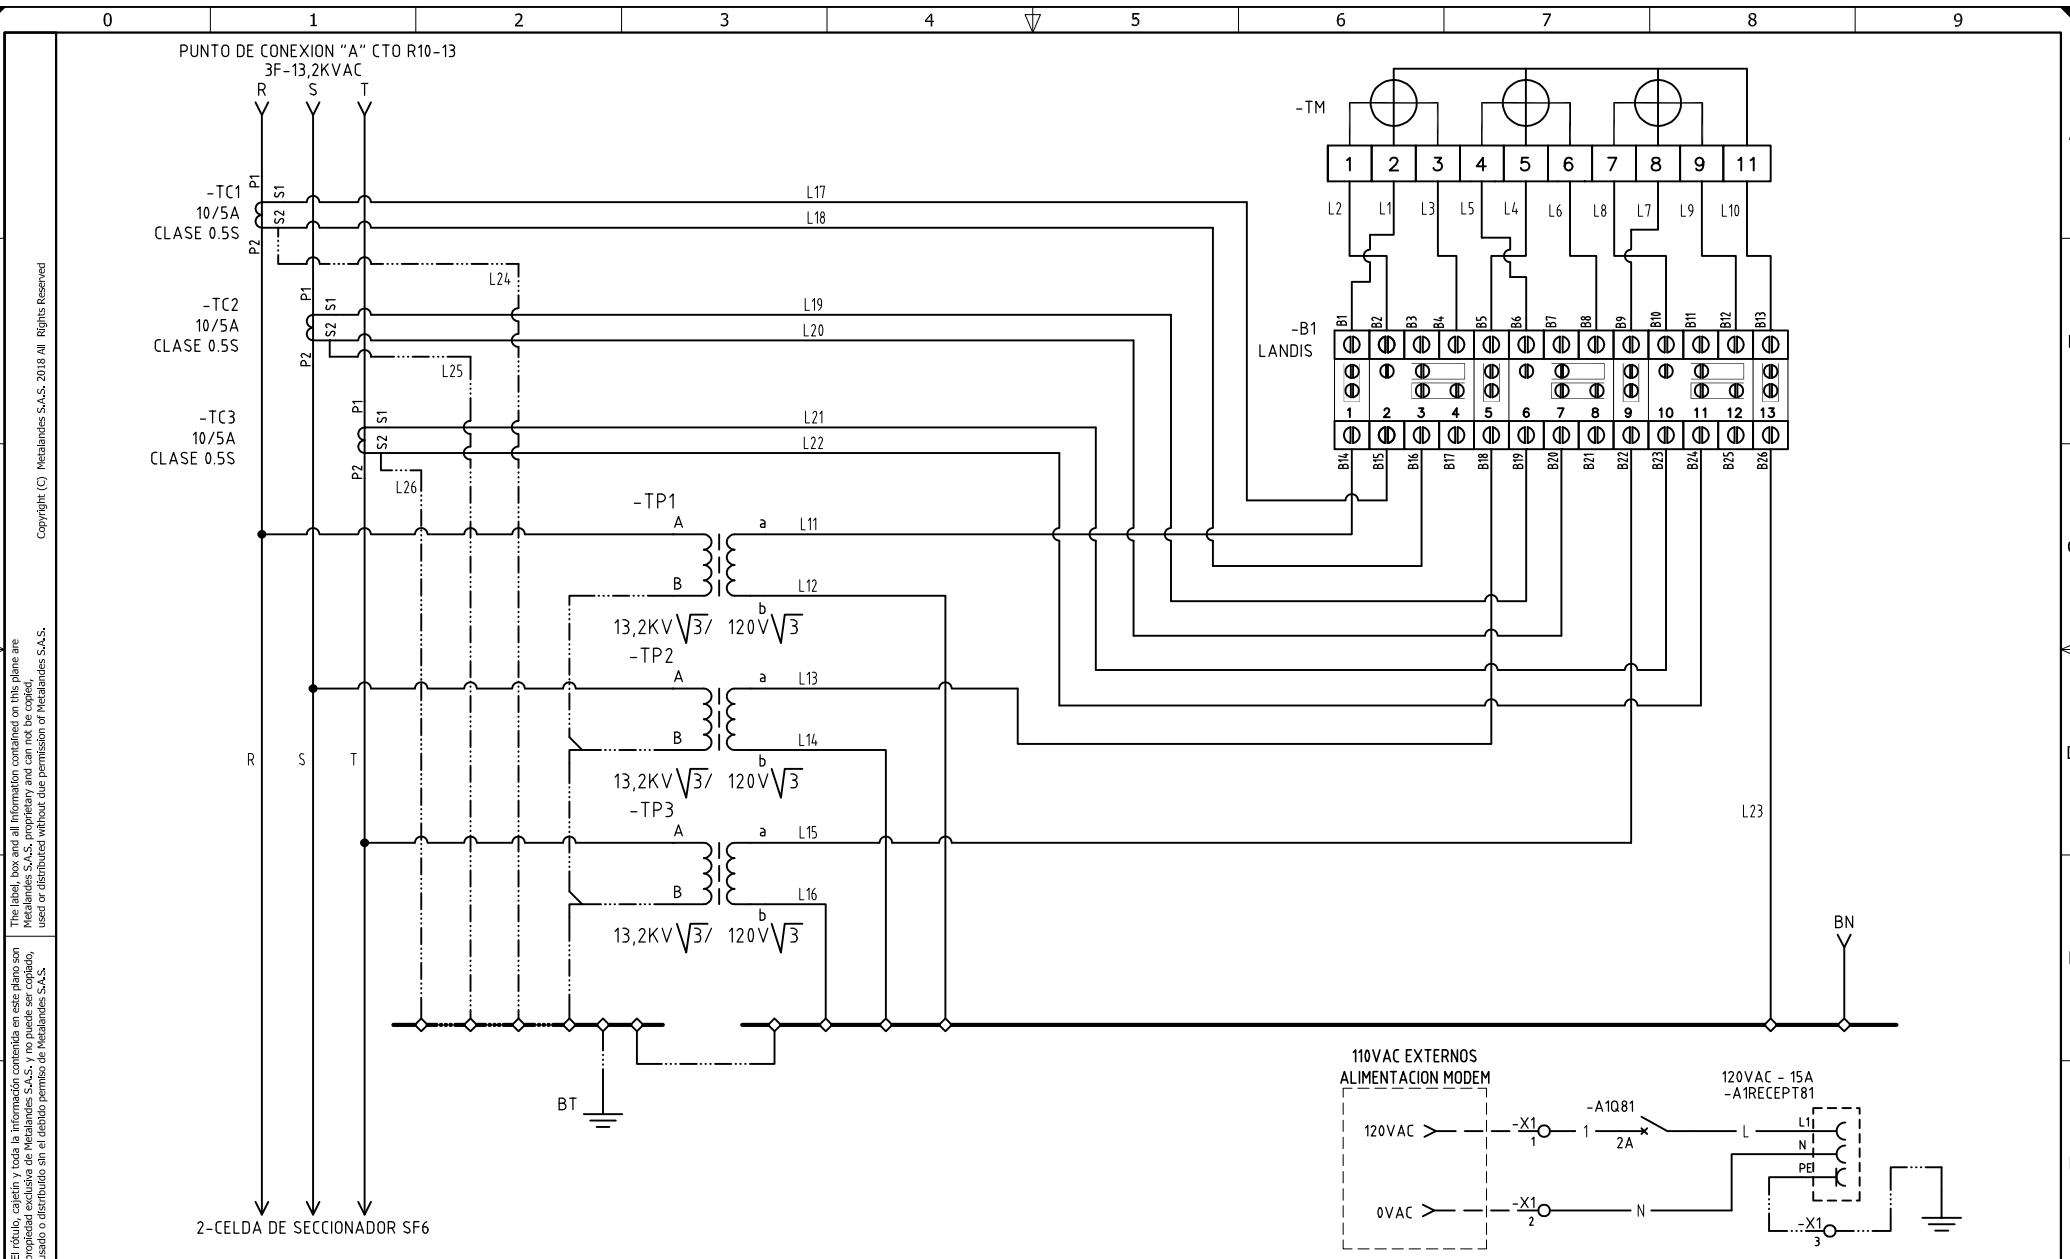 0 1 2 3 4 5 6 7 8 9
PUNTO DE CONEXION "A" CTO R10-13
3F-13,2KVAC
R S T
-TM
1 2 3 4 5 6 7 8 9 11
L2 L1 L3 L5 L4 L6 L8 L7 L9 L10
-TC1
10/5A
CLASE 0.5S
P1 S1
S2
P2
L17
L18
L24
-TC2
10/5A
CLASE 0.5S
P1 S1
S2
P2
L19
L20
L25
-TC3
10/5A
CLASE 0.5S
P1 S1
S2
P2
L21
L22
L26
-B1
LANDIS
B1 B2 B3 B4 B5 B6 B7 B8 B9 B10 B11 B12 B13
1 2 3 4 5 6 7 8 9 10 11 12 13
B14 B15 B16 B17 B18 B19 B20 B21 B22 B23 B24 B25 B26
-TP1
A a L11
B L12
b
13,2KV√3/ 120V√3
-TP2
A a L13
B L14
b
13,2KV√3/ 120V√3
-TP3
A a L15
B L16
b
13,2KV√3/ 120V√3
R S T
L23
BN
BT
110VAC EXTERNOS
ALIMENTACION MODEM
120VAC
-X1
1
1
-A1Q81
2A
L
120VAC - 15A
-A1RECEPT81
L1
N
PE
0VAC
-X1
2
N
-X1
3
2-CELDA DE SECCIONADOR SF6
Copyright (C) Metalandes S.A.S. 2018 All Rights Reserved
The label, box and all information contained on this plane are
Metalandes S.A.S. proprietary and can not be copied,
used or distributed without due permission of Metalandes S.A.S.
El rótulo, cajetín y toda la información contenida en este plano son
propiedad exclusiva de Metalandes S.A.S. y no puede ser copiado,
usado o distribuido sin el debido permiso de Metalandes S.A.S.